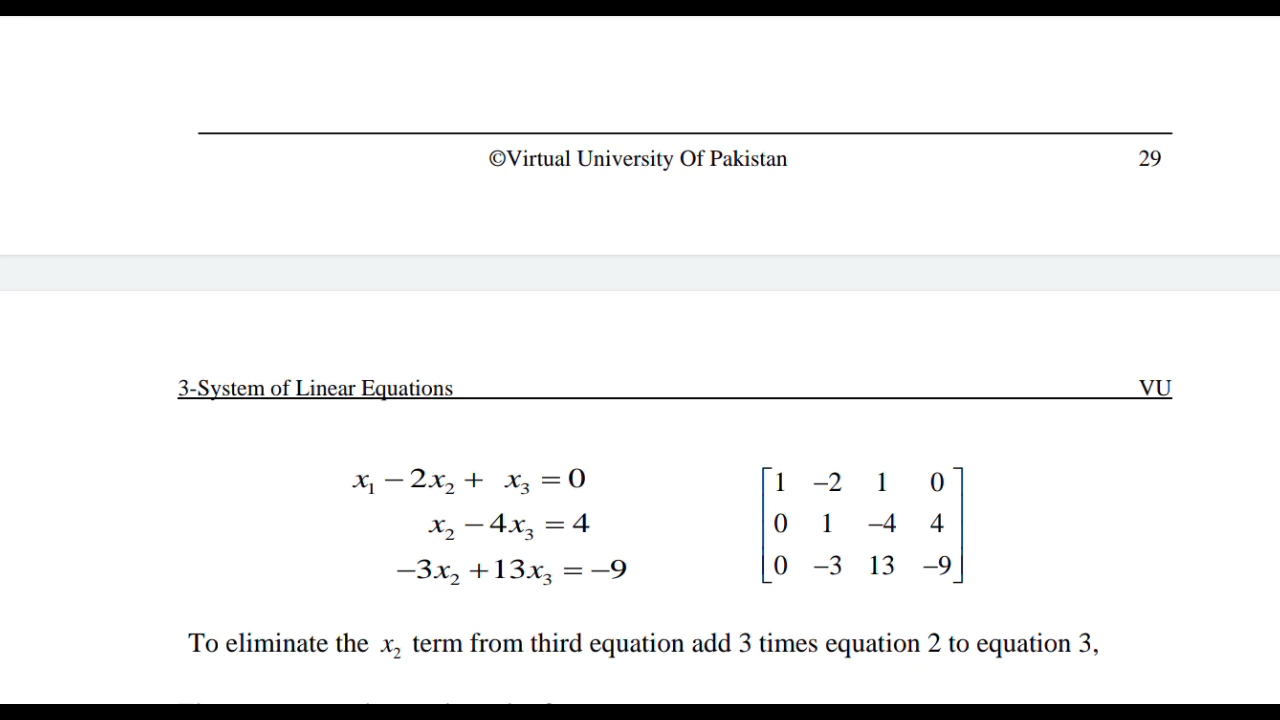 ©Virtual University Of Pakistan 29
3-System of Linear Equations VU
x₁ − 2x₂ + x₃ = 0
x₂ − 4x₃ = 4
−3x₂ + 13x₃ = −9
1 −2 1 0
0 1 −4 4
0 −3 13 −9
To eliminate the x₂ term from third equation add 3 times equation 2 to equation 3,